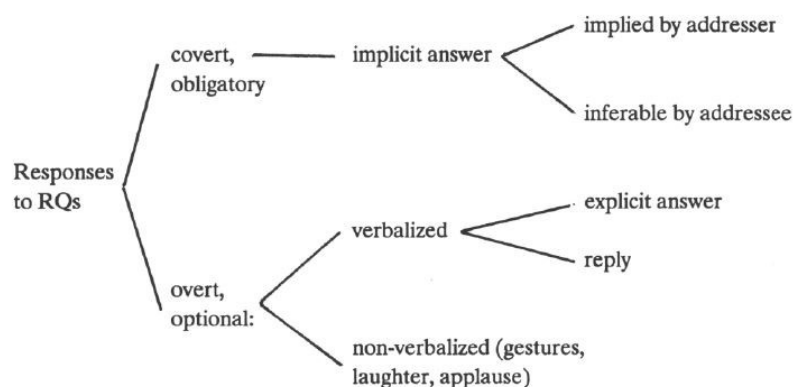 implied by addresser
covert,
obligatory
implicit answer
inferable by addressee
Responses
to RQs
explicit answer
verbalized
reply
overt,
optional:
non-verbalized (gestures,
laughter, applause)